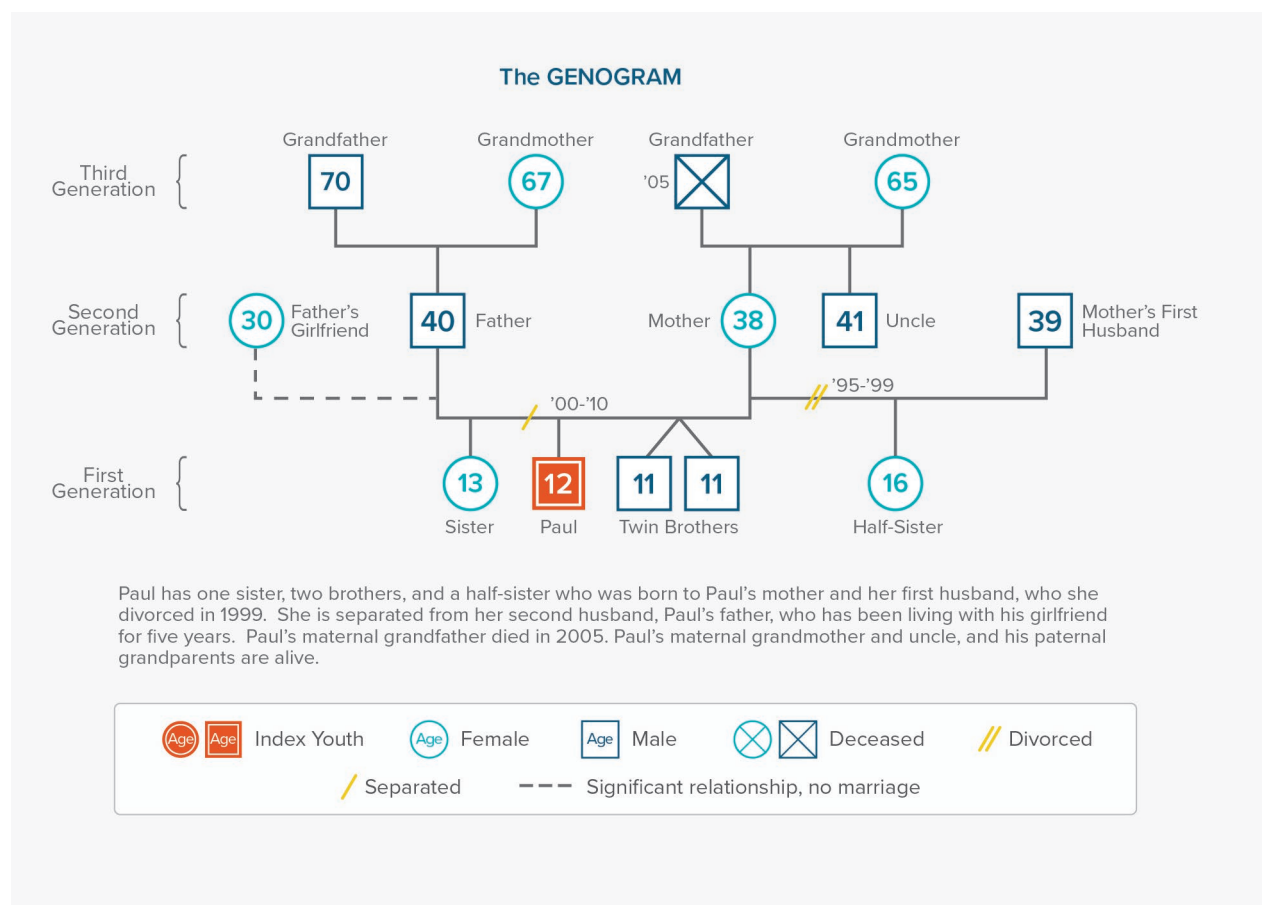 The GENOGRAM
Grandfather
Grandmother
Grandfather
Grandmother
Third
Generation
70
67
'05
65
Second
Generation
30
Father's
Girlfriend
40
Father
Mother
38
41
Uncle
39
Mother's First
Husband
'00-'10
'95-'99
First
Generation
13
12
11
11
16
Sister
Paul
Twin Brothers
Half-Sister
Paul has one sister, two brothers, and a half-sister who was born to Paul's mother and her first husband, who she
divorced in 1999.  She is separated from her second husband, Paul's father, who has been living with his girlfriend
for five years.  Paul's maternal grandfather died in 2005. Paul's maternal grandmother and uncle, and his paternal
grandparents are alive.
Age Age Index Youth
Age Female
Age Male
Deceased
Divorced
Separated
Significant relationship, no marriage